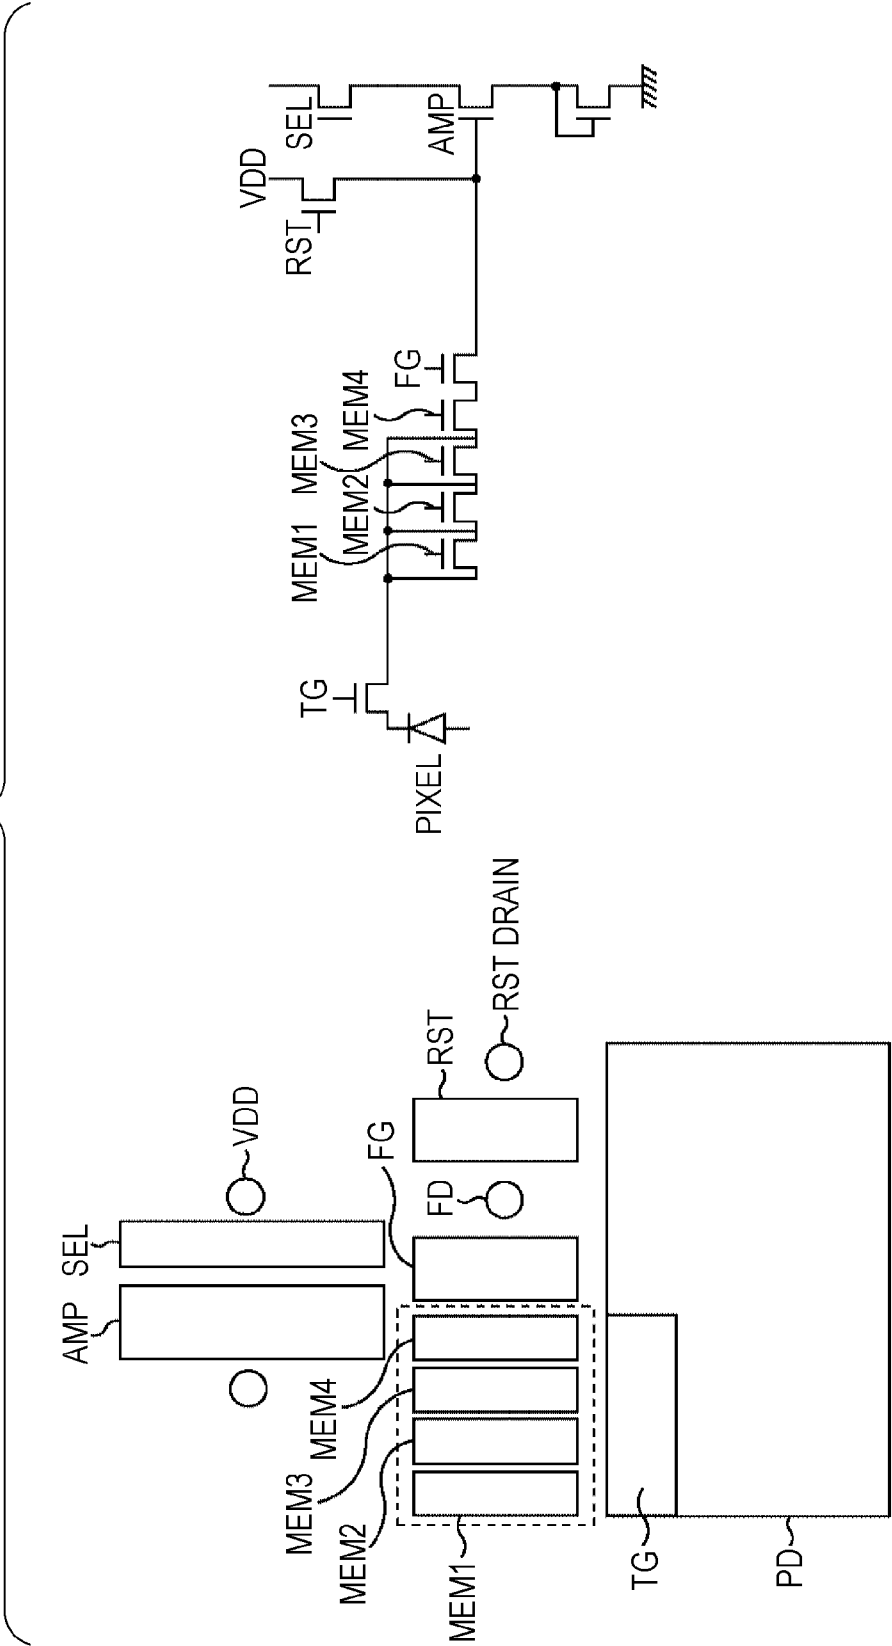 AMP
SEL
VDD
MEM4
MEM3
MEM2
MEM1
FG
FD
RST
RST DRAIN
TG
PD
PIXEL
TG
MEM1
MEM2
MEM3
MEM4
FG
VDD
RST
SEL
AMP